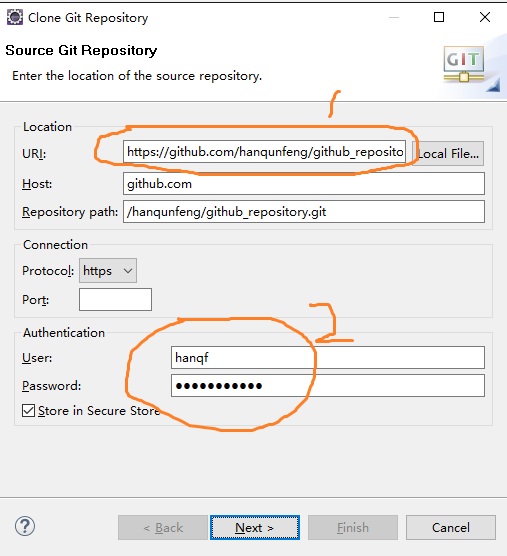 Clone Git Repository
Source Git Repository
Enter the location of the source repository.
GIT
1
Location
URI: https://github.com/hanqunfeng/github_reposito Local File...
Host: github.com
Repository path: /hanqunfeng/github_repository.git
Connection
Protocol: https
Port:
2
Authentication
User: hanqf
Password: ●●●●●●●●●●●
Store in Secure Store
? < Back Next > Finish Cancel